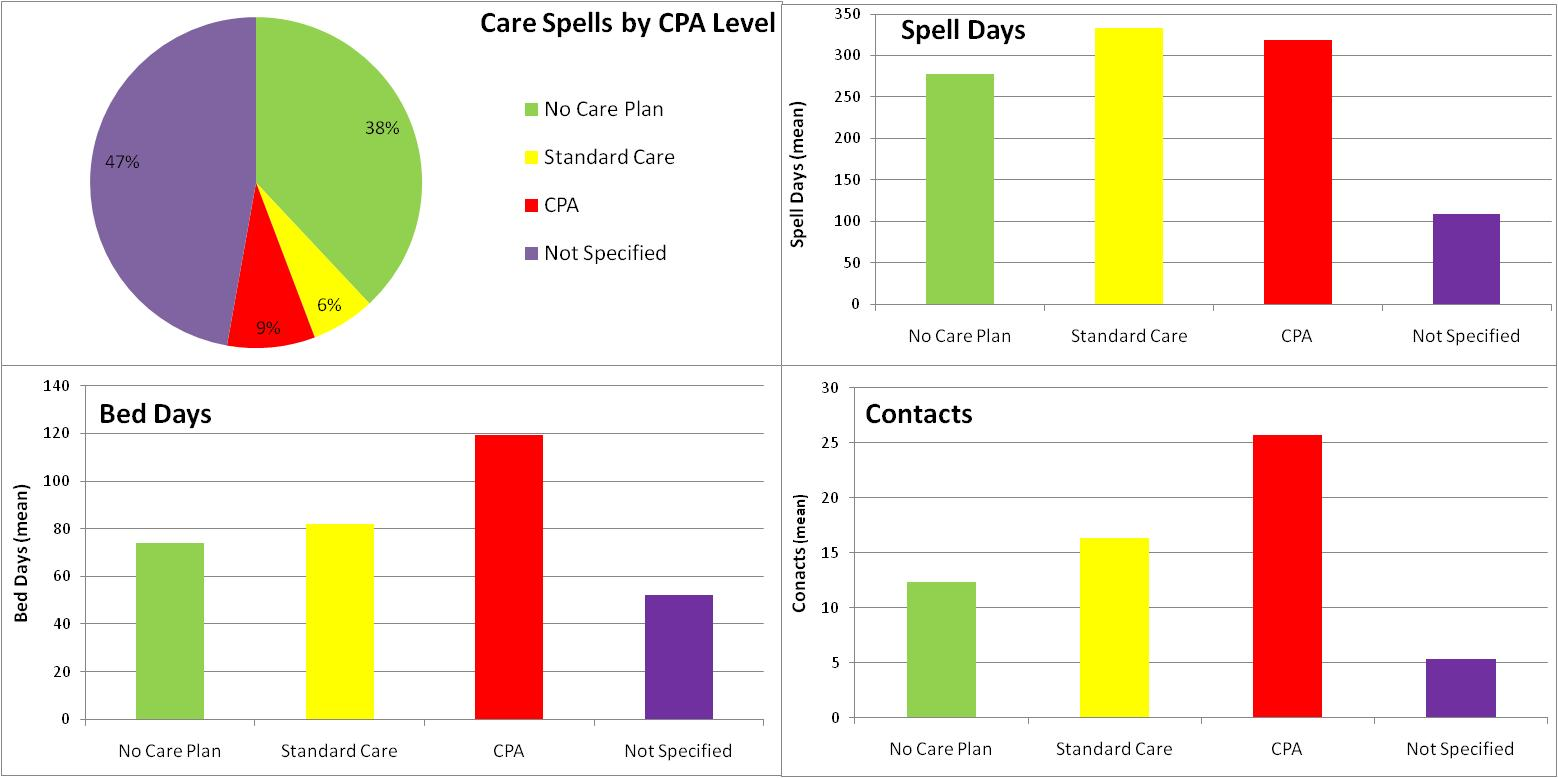 Care Spells by CPA Level
38%
47%
6%
9%
No Care Plan
Standard Care
CPA
Not Specified
Spell Days
Spell Days (mean)
350
300
250
200
150
100
50
0
No Care Plan Standard Care CPA Not Specified
Bed Days
Bed Days (mean)
140
120
100
80
60
40
20
0
No Care Plan Standard Care CPA Not Specified
Contacts
Conacts (mean)
30
25
20
15
10
5
0
No Care Plan Standard Care CPA Not Specified